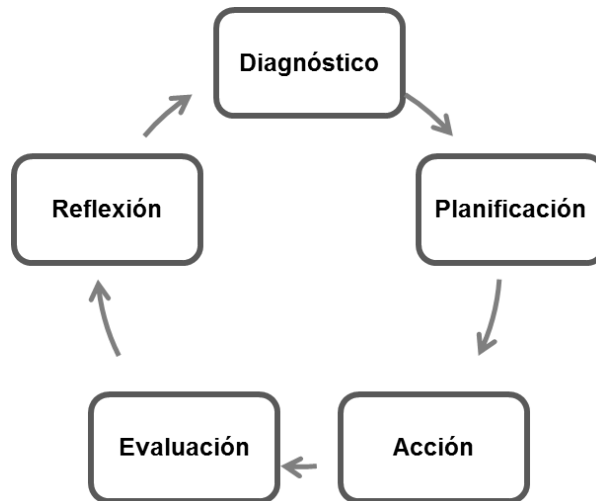 Diagnóstico
Planificación
Acción
Evaluación
Reflexión